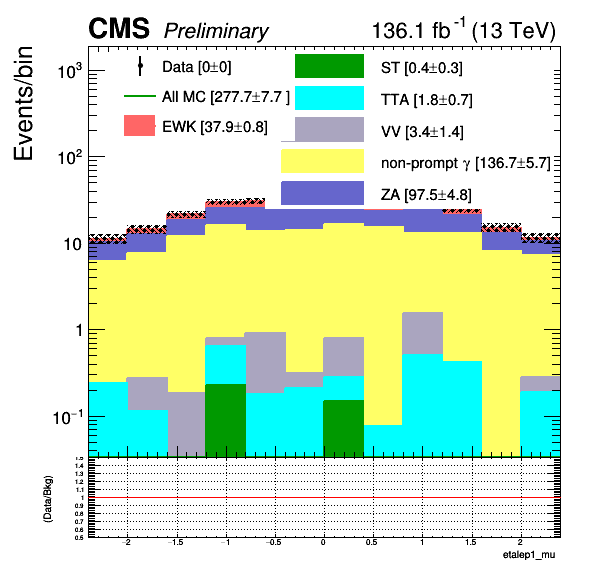 CMS Preliminary 136.1 fb⁻¹ (13 TeV)
Events/bin
10³
10²
10
1
10⁻¹
Data [0±0]
All MC [277.7±7.7 ]
EWK [37.9±0.8]
ST [0.4±0.3]
TTA [1.8±0.7]
VV [3.4±1.4]
non-prompt γ [136.7±5.7]
ZA [97.5±4.8]
(Data/Bkg)
1.5
1.4
1.3
1.2
1.1
1
0.9
0.8
0.7
0.6
0.5
−2 −1.5 −1 −0.5 0 0.5 1 1.5 2
etalep1_mu